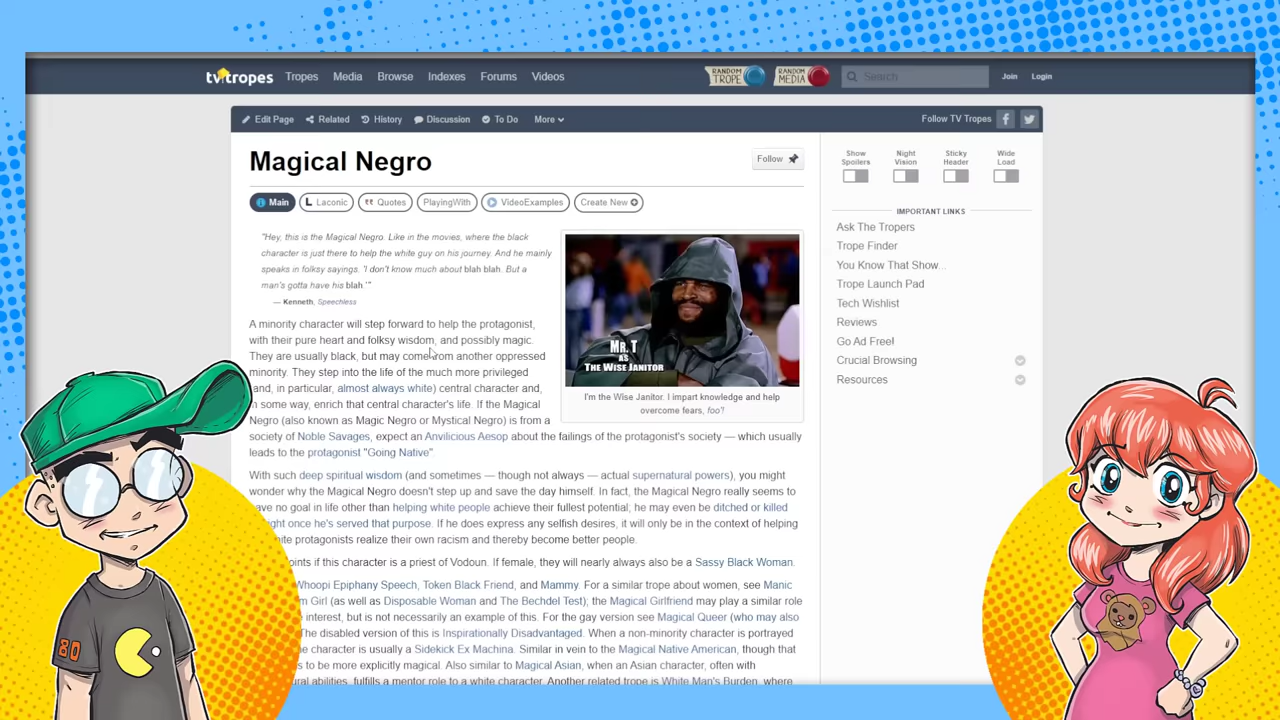 tvtropes Tropes Media Browse Indexes Forums Videos RANDOM TROPE RANDOM MEDIA Search Join Login
Edit Page Related History Discussion To Do More Follow TV Tropes
Magical Negro
Follow
Main Laconic Quotes PlayingWith VideoExamples Create New
"Hey, this is the Magical Negro. Like in the movies, where the black
character is just there to help the white guy on his journey. And he mainly
speaks in folksy sayings. 'I don't know much about blah blah. But a
man's gotta have his blah.'"
— Kenneth, Speechless
MR. T
AS
THE WISE JANITOR
I'm the Wise Janitor. I impart knowledge and help
overcome fears, foo'!
A minority character will step forward to help the protagonist,
with their pure heart and folksy wisdom, and possibly magic.
They are usually black, but may come from another oppressed
minority. They step into the life of the much more privileged
and, in particular, almost always white) central character and,
in some way, enrich that central character's life. If the Magical
Negro (also known as Magic Negro or Mystical Negro) is from a
society of Noble Savages, expect an Anvilicious Aesop about the failings of the protagonist's society — which usually
leads to the protagonist "Going Native".
With such deep spiritual wisdom (and sometimes — though not always — actual supernatural powers), you might
wonder why the Magical Negro doesn't step up and save the day himself. In fact, the Magical Negro really seems to
have no goal in life other than helping white people achieve their fullest potential; he may even be ditched or killed
once he's served that purpose. If he does express any selfish desires, it will only be in the context of helping
protagonists realize their own racism and thereby become better people.
if this character is a priest of Vodoun. If female, they will nearly always also be a Sassy Black Woman.
Whoopi Epiphany Speech, Token Black Friend, and Mammy. For a similar trope about women, see Manic
Girl (as well as Disposable Woman and The Bechdel Test); the Magical Girlfriend may play a similar role
interest, but is not necessarily an example of this. For the gay version see Magical Queer (who may also
The disabled version of this is Inspirationally Disadvantaged. When a non-minority character is portrayed
character is usually a Sidekick Ex Machina. Similar in vein to the Magical Native American, though that
to be more explicitly magical. Also similar to Magical Asian, when an Asian character, often with
abilities, fulfills a mentor role to a white character. Another related trope is White Man's Burden, where
Show Spoilers Night Vision Sticky Header Wide Load
IMPORTANT LINKS
Ask The Tropers
Trope Finder
You Know That Show...
Trope Launch Pad
Tech Wishlist
Reviews
Go Ad Free!
Crucial Browsing
Resources
80